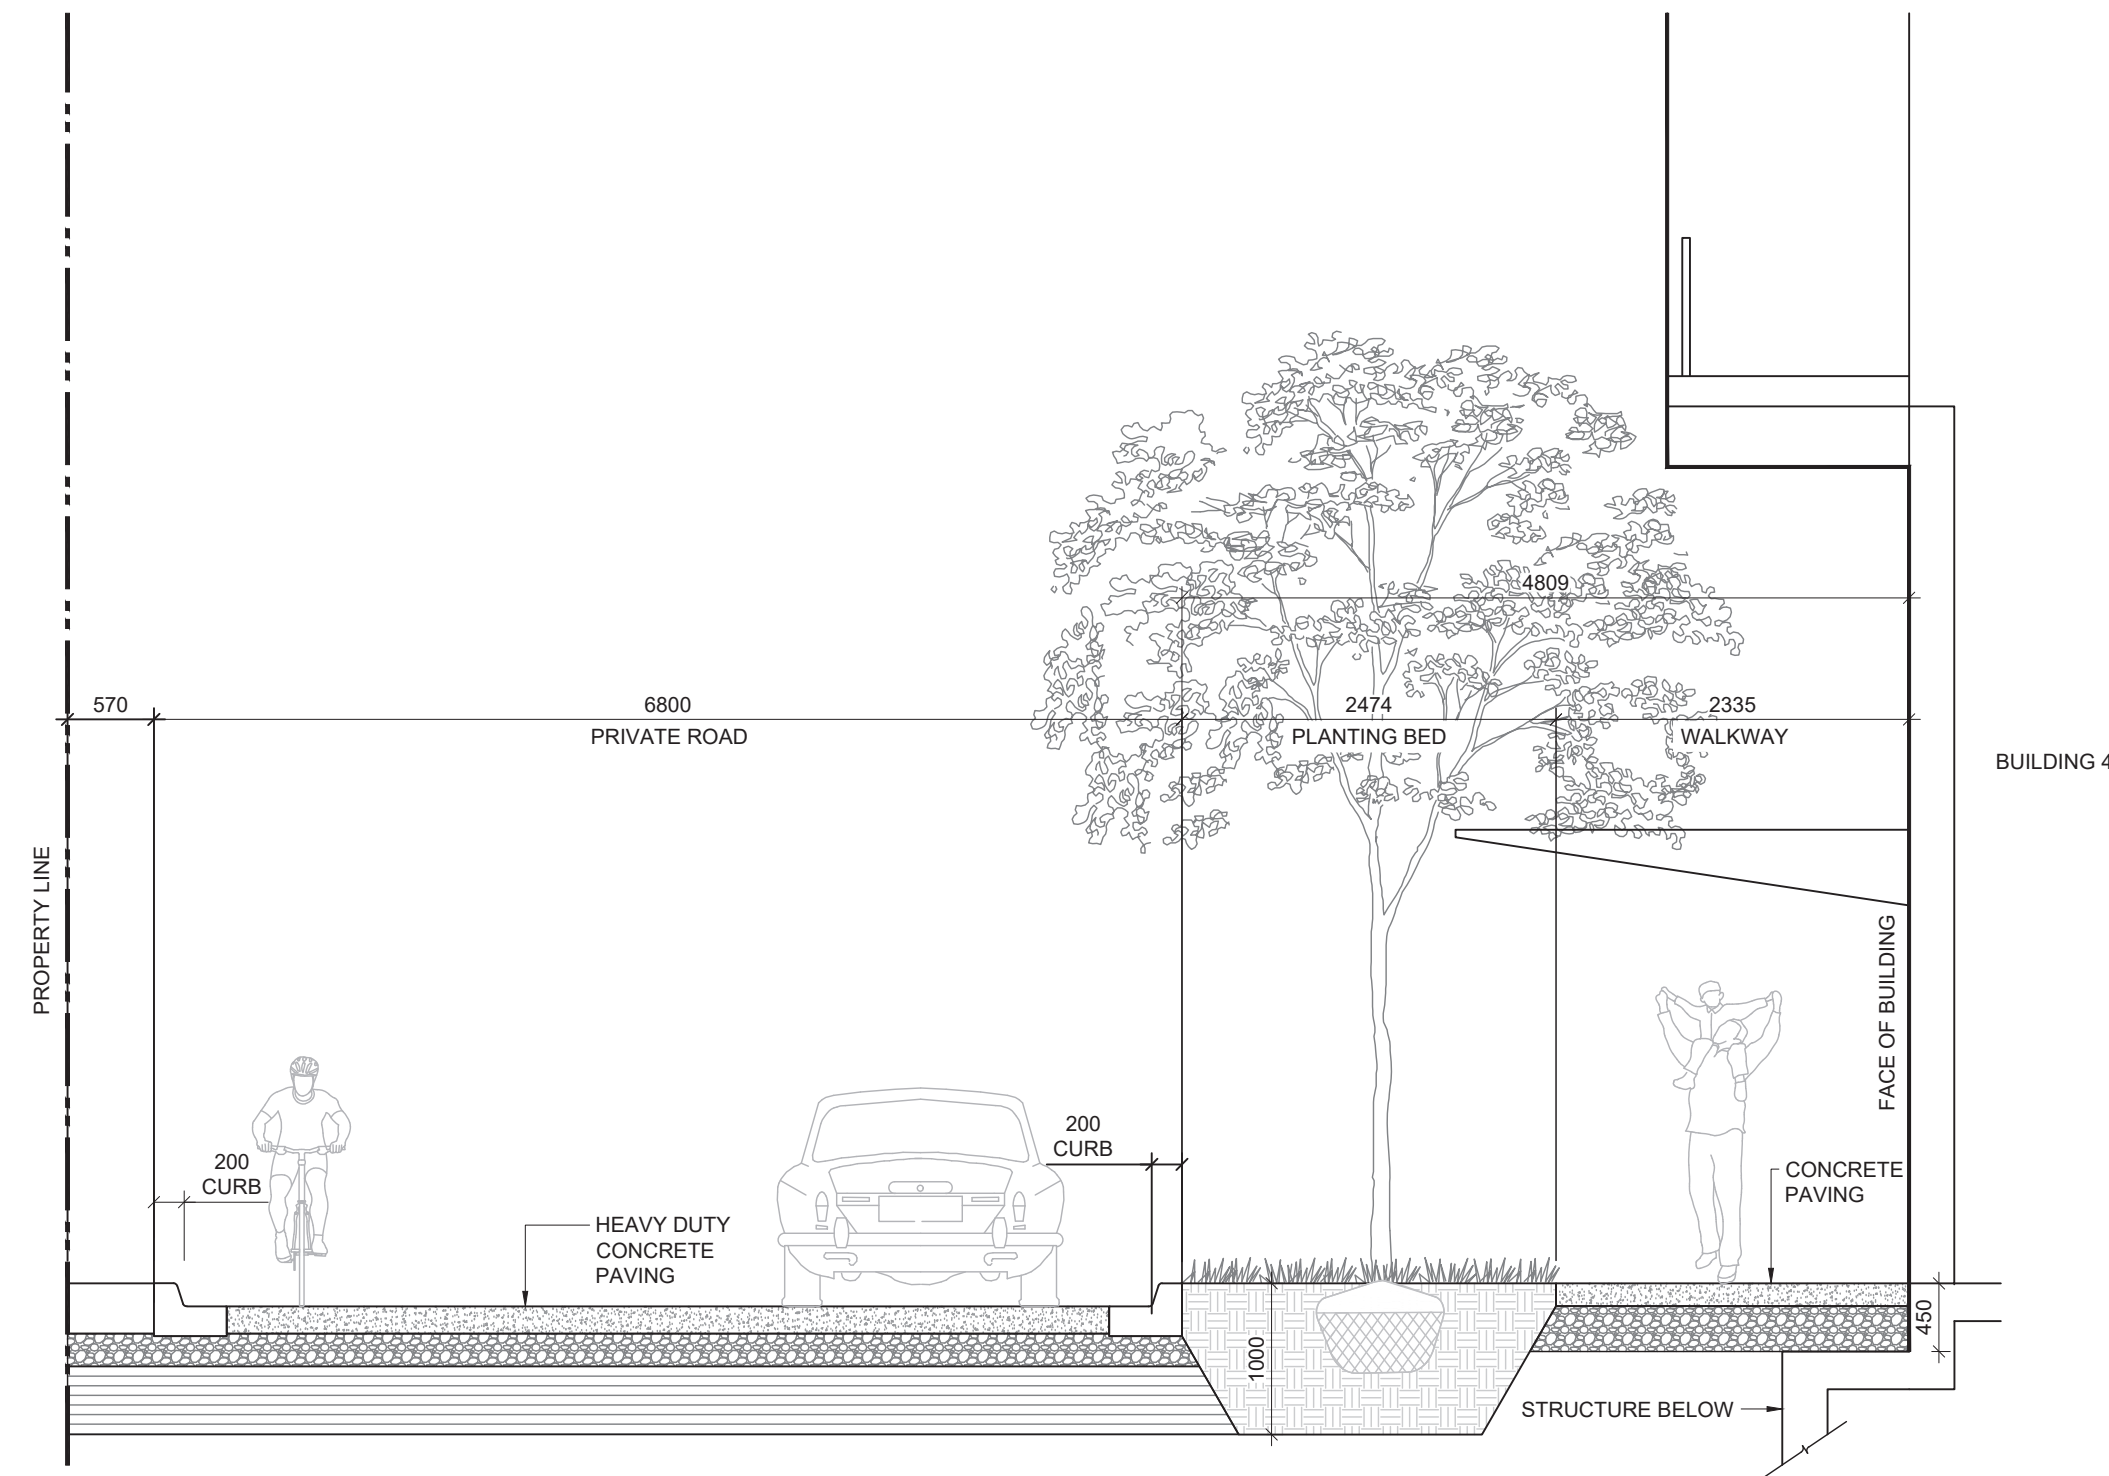 4809
570
6800
PRIVATE ROAD
2474
PLANTING BED
2335
WALKWAY
BUILDING 4
PROPERTY LINE
FACE OF BUILDING
200
CURB
200
CURB
HEAVY DUTY
CONCRETE
PAVING
CONCRETE
PAVING
1000
450
STRUCTURE BELOW